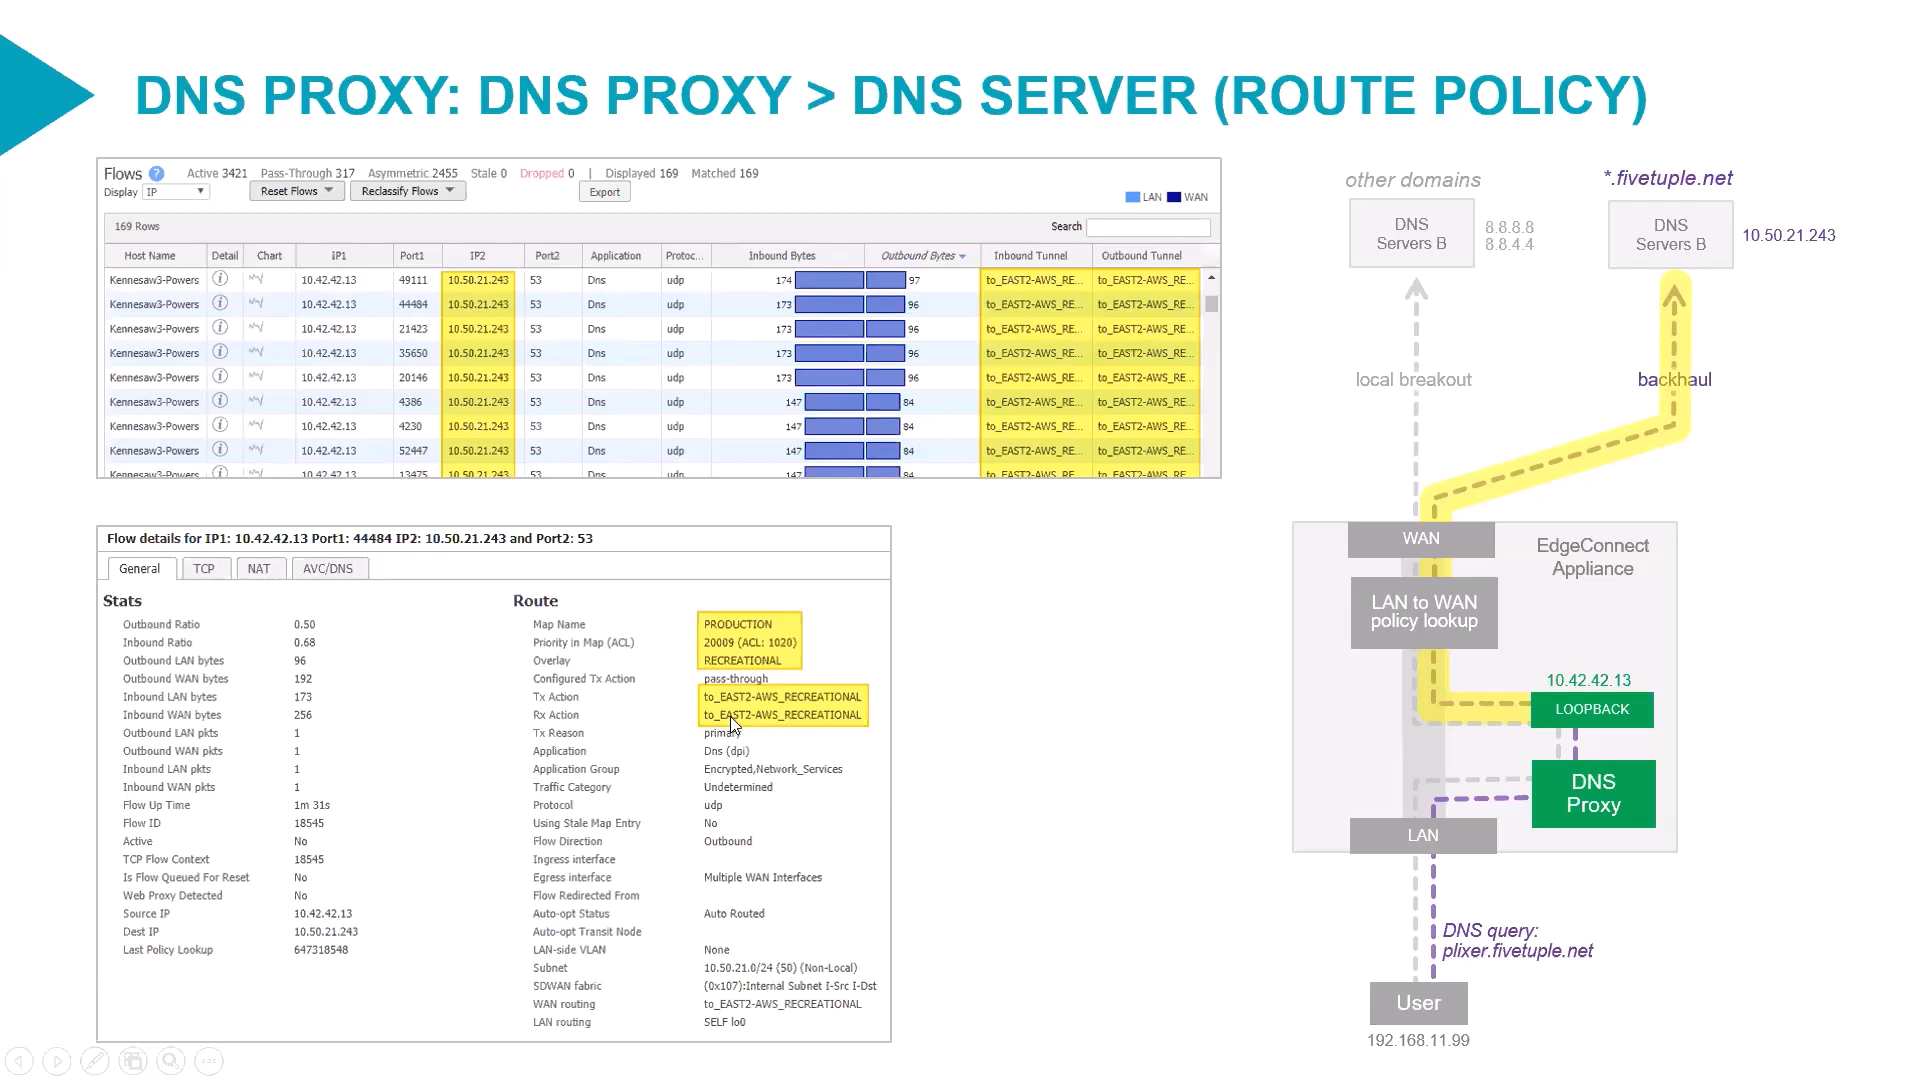 DNS PROXY: DNS PROXY > DNS SERVER (ROUTE POLICY)
Flows ? Active 3421 Pass-Through 317 Asymmetric 2455 Stale 0 Dropped 0 | Displayed 169 Matched 169
Display IP Reset Flows Reclassify Flows Export
LAN WAN
169 Rows Search
Host Name Detail Chart IP1 Port1 IP2 Port2 Application Protoc... Inbound Bytes Outbound Bytes Inbound Tunnel Outbound Tunnel
Kennesaw3-Powers i 10.42.42.13 49111 10.50.21.243 53 Dns udp 174 97 to_EAST2-AWS_RE... to_EAST2-AWS_RE...
Kennesaw3-Powers i 10.42.42.13 44484 10.50.21.243 53 Dns udp 173 96 to_EAST2-AWS_RE... to_EAST2-AWS_RE...
Kennesaw3-Powers i 10.42.42.13 21423 10.50.21.243 53 Dns udp 173 96 to_EAST2-AWS_RE... to_EAST2-AWS_RE...
Kennesaw3-Powers i 10.42.42.13 35650 10.50.21.243 53 Dns udp 173 96 to_EAST2-AWS_RE... to_EAST2-AWS_RE...
Kennesaw3-Powers i 10.42.42.13 20146 10.50.21.243 53 Dns udp 173 96 to_EAST2-AWS_RE... to_EAST2-AWS_RE...
Kennesaw3-Powers i 10.42.42.13 4386 10.50.21.243 53 Dns udp 147 84 to_EAST2-AWS_RE... to_EAST2-AWS_RE...
Kennesaw3-Powers i 10.42.42.13 4230 10.50.21.243 53 Dns udp 147 84 to_EAST2-AWS_RE... to_EAST2-AWS_RE...
Kennesaw3-Powers i 10.42.42.13 52447 10.50.21.243 53 Dns udp 147 84 to_EAST2-AWS_RE... to_EAST2-AWS_RE...
Kennesaw3-Powers i 10.42.42.13 13475 10.50.21.243 53 Dns udp 147 84 to_EAST2-AWS_RE... to_EAST2-AWS_RE...
Flow details for IP1: 10.42.42.13 Port1: 44484 IP2: 10.50.21.243 and Port2: 53
General TCP NAT AVC/DNS
Stats
Outbound Ratio 0.50
Inbound Ratio 0.68
Outbound LAN bytes 96
Outbound WAN bytes 192
Inbound LAN bytes 173
Inbound WAN bytes 256
Outbound LAN pkts 1
Outbound WAN pkts 1
Inbound LAN pkts 1
Inbound WAN pkts 1
Flow Up Time 1m 31s
Flow ID 18545
Active No
TCP Flow Context 18545
Is Flow Queued For Reset No
Web Proxy Detected No
Source IP 10.42.42.13
Dest IP 10.50.21.243
Last Policy Lookup 647318548
Route
Map Name PRODUCTION
Priority in Map (ACL) 20009 (ACL: 1020)
Overlay RECREATIONAL
Configured Tx Action pass-through
Tx Action to_EAST2-AWS_RECREATIONAL
Rx Action to_EAST2-AWS_RECREATIONAL
Tx Reason primary
Application Dns (dpi)
Application Group Encrypted,Network_Services
Traffic Category Undetermined
Protocol udp
Using Stale Map Entry No
Flow Direction Outbound
Ingress interface
Egress interface Multiple WAN Interfaces
Flow Redirected From
Auto-opt Status Auto Routed
Auto-opt Transit Node
LAN-side VLAN None
Subnet 10.50.21.0/24 (50) (Non-Local)
SDWAN fabric (0x107):Internal Subnet I-Src I-Dst
WAN routing to_EAST2-AWS_RECREATIONAL
LAN routing SELF lo0
other domains
*.fivetuple.net
DNS
Servers B
8.8.8.8
8.8.4.4
DNS
Servers B
10.50.21.243
local breakout
backhaul
WAN
EdgeConnect
Appliance
LAN to WAN
policy lookup
10.42.42.13
LOOPBACK
DNS
Proxy
LAN
DNS query:
plixer.fivetuple.net
User
192.168.11.99